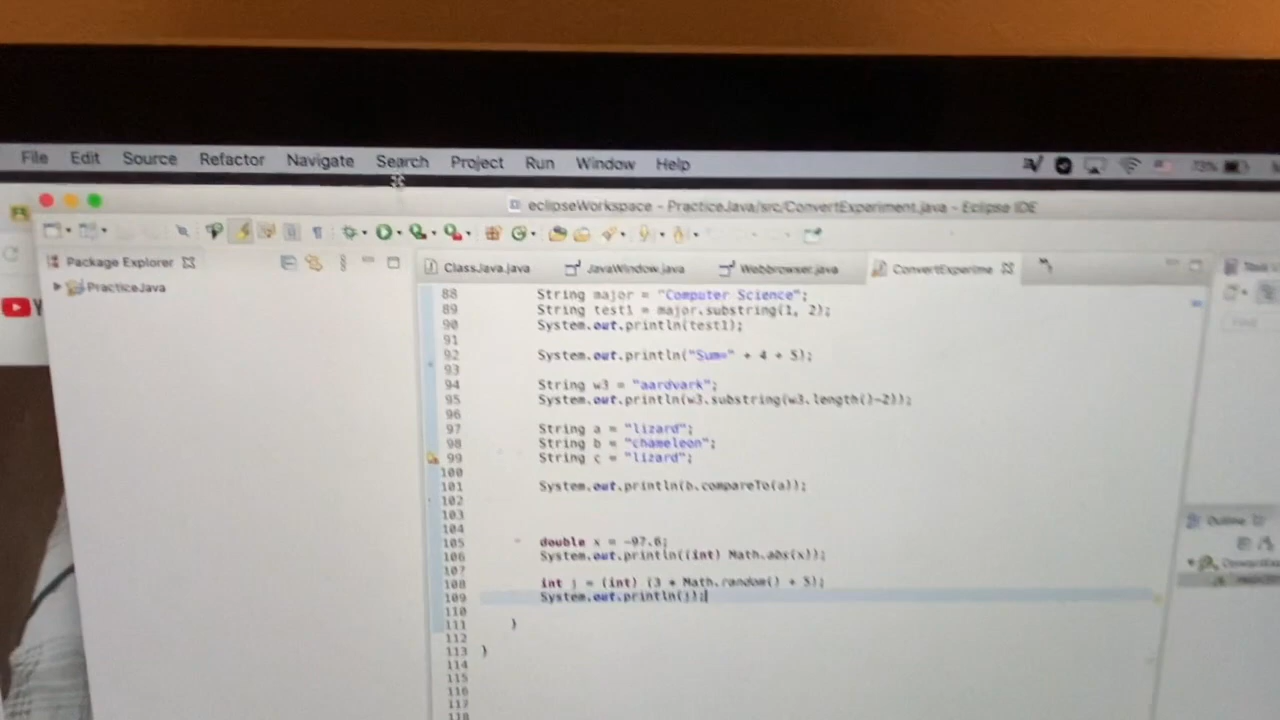 File Edit Source Refactor Navigate Search Project Run Window Help
eclipseWorkspace - PracticeJava/src/ConvertExperiment.java - Eclipse IDE
Package Explorer
PracticeJava
ClassJava.java JavaWindow.java Webbrowser.java ConvertExperime
88 String major = "Computer Science";
89 String test1 = major.substring(1, 2);
90 System.out.println(test1);
91
92 System.out.println("Sum=" + 4 + 5);
93
94 String w3 = "aardvark";
95 System.out.println(w3.substring(w3.length()-2));
96
97 String a = "lizard";
98 String b = "chameleon";
99 String c = "lizard";
100
101 System.out.println(b.compareTo(a));
102
103
104
105 double x = -97.6;
106 System.out.println((int) Math.abs(x));
107
108 int j = (int) (3 * Math.random() + 5);
109 System.out.println(j);
110
111 }
112
113 }
114
115
116
117
118
Outline